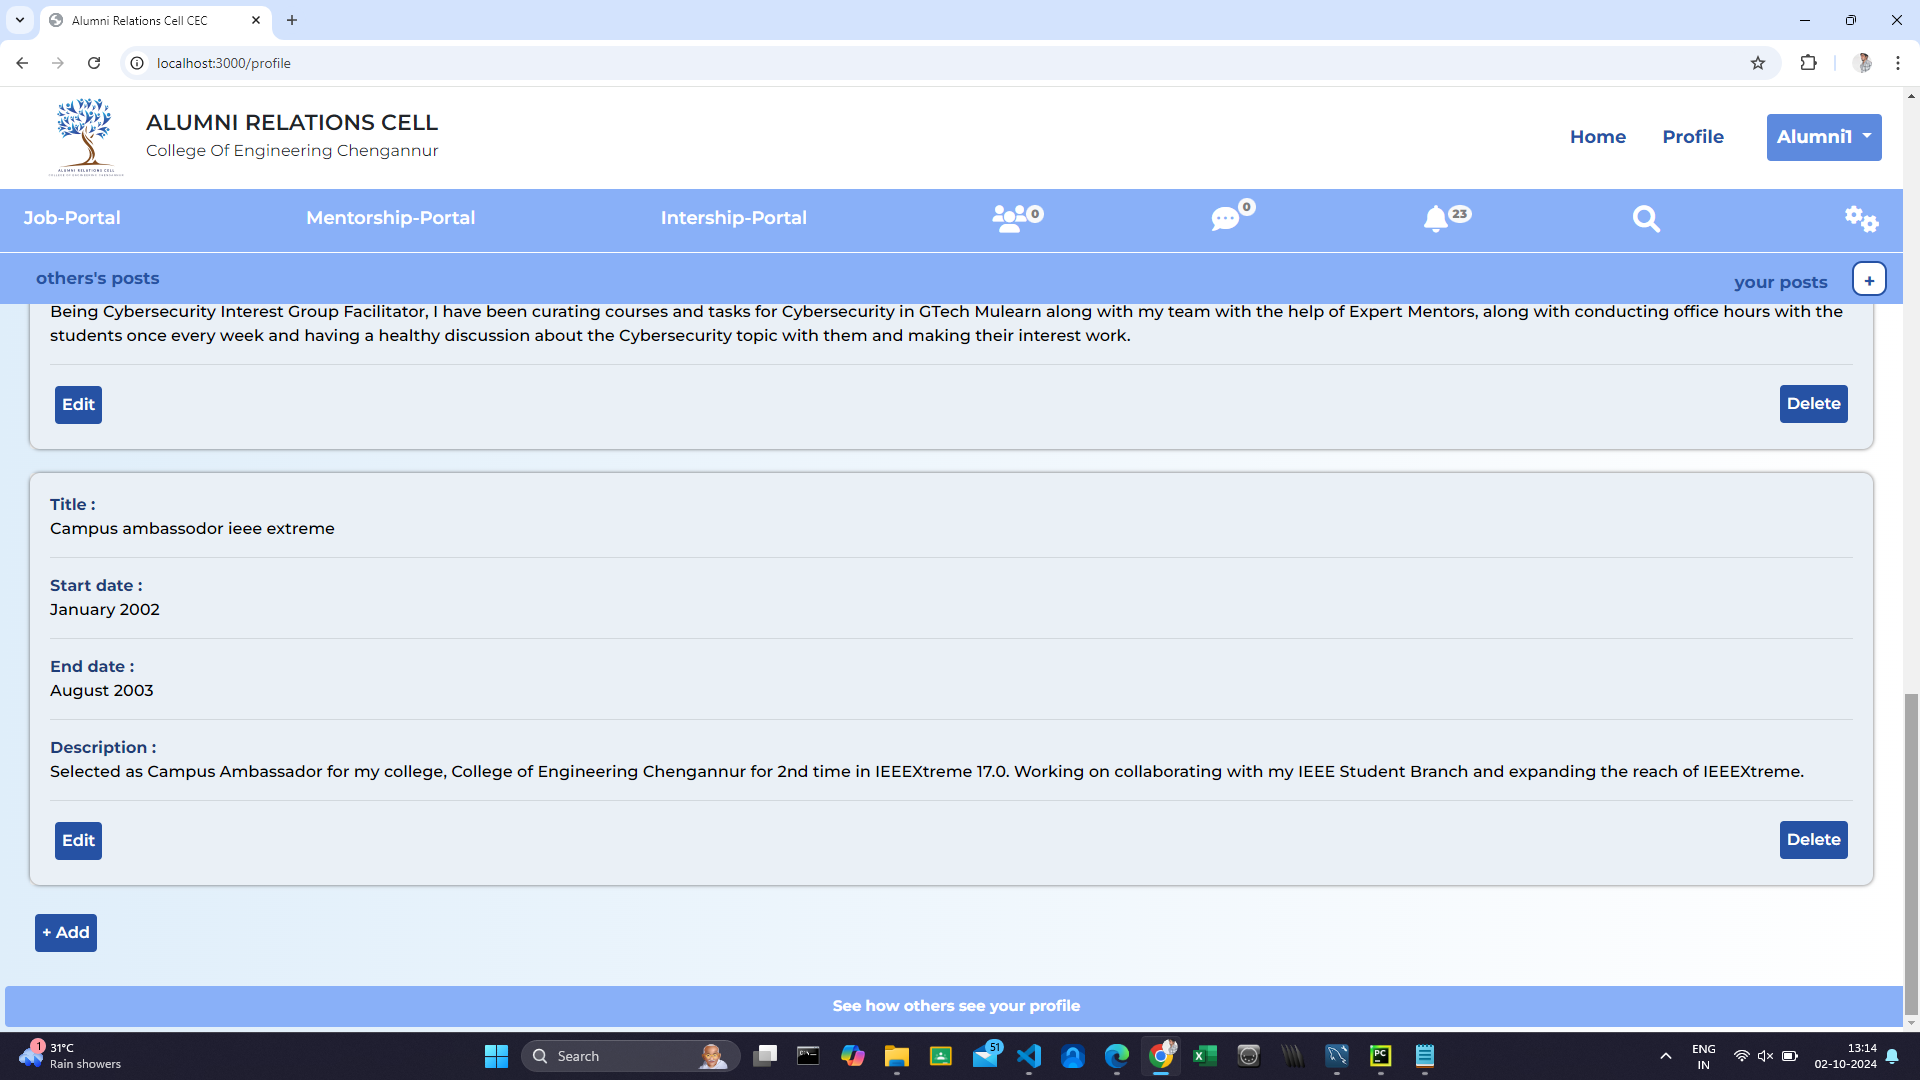 Alumni Relations Cell CEC
localhost:3000/profile
ALUMNI RELATIONS CELL
College Of Engineering Chengannur
ALUMNI RELATIONS CELL
Home
Profile
Alumni1
Job-Portal
Mentorship-Portal
Intership-Portal
0
0
23
others's posts
your posts
+
Being Cybersecurity Interest Group Facilitator, I have been curating courses and tasks for Cybersecurity in GTech Mulearn along with my team with the help of Expert Mentors, along with conducting office hours with the
students once every week and having a healthy discussion about the Cybersecurity topic with them and making their interest work.
Edit
Delete
Title :
Campus ambassodor ieee extreme
Start date :
January 2002
End date :
August 2003
Description :
Selected as Campus Ambassador for my college, College of Engineering Chengannur for 2nd time in IEEEXtreme 17.0. Working on collaborating with my IEEE Student Branch and expanding the reach of IEEEXtreme.
Edit
Delete
+ Add
See how others see your profile
1
31°C
Rain showers
Search
51
PC
ENG
IN
13:14
02-10-2024